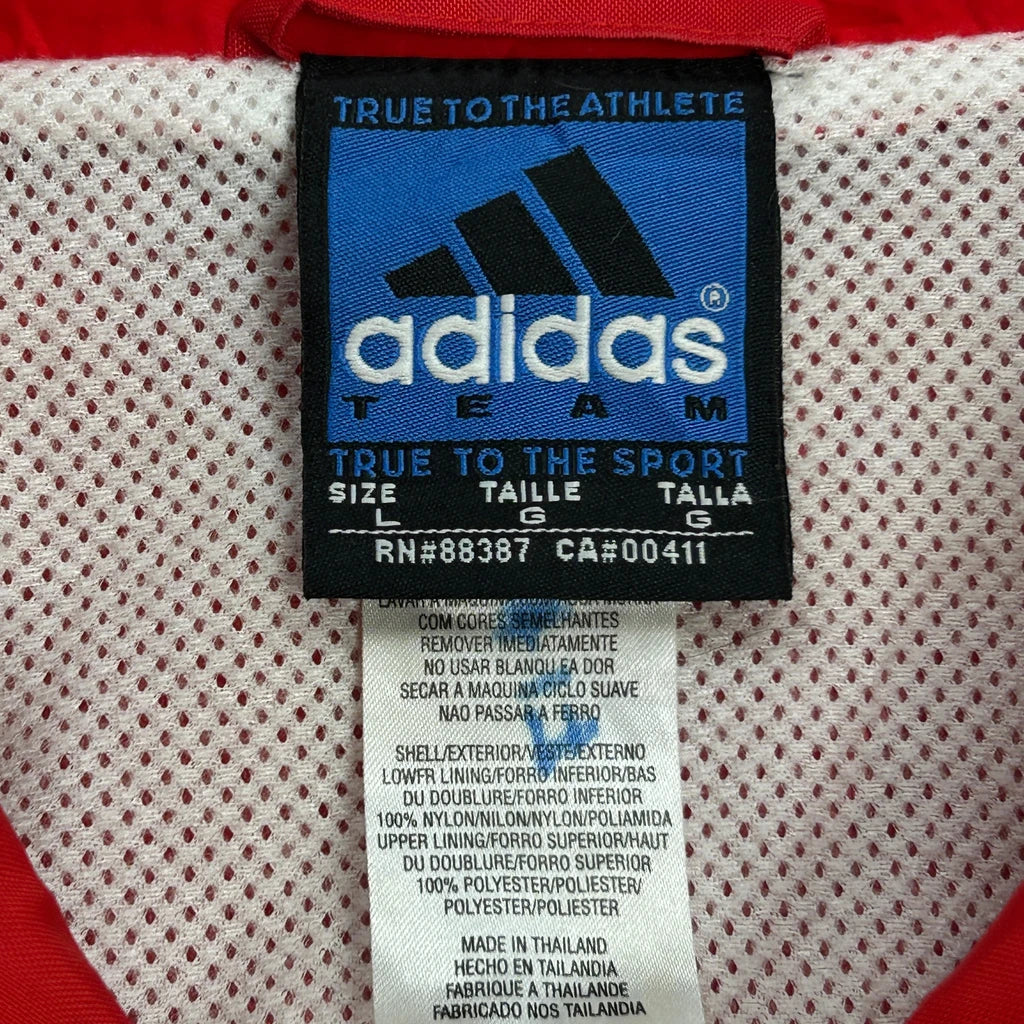 TRUE TO THE ATHLETE
adidas®
TEAM
TRUE TO THE SPORT
SIZE TAILLE TALLA
L G G
RN#88387 CA#00411
COM CORES SEMELHANTES
REMOVER IMEDIATAMENTE
NO USAR BLANQU EA DOR
SECAR A MAQUINA CICLO SUAVE
NAO PASSAR A FERRO
SHELL/EXTERIOR/VESTE/EXTERNO
LOWFR LINING/FORRO INFERIOR/BAS
DU DOUBLURE/FORRO INFERIOR
100% NYLON/NILON/NYLON/POLIAMIDA
UPPER LINING/FORRO SUPERIOR/HAUT
DU DOUBLURE/FORRO SUPERIOR
100% POLYESTER/POLIESTER/
POLYESTER/POLIESTER
MADE IN THAILAND
HECHO EN TAILANDIA
FABRIQUE A THAILANDE
FABRICADO NOS TAILANDIA